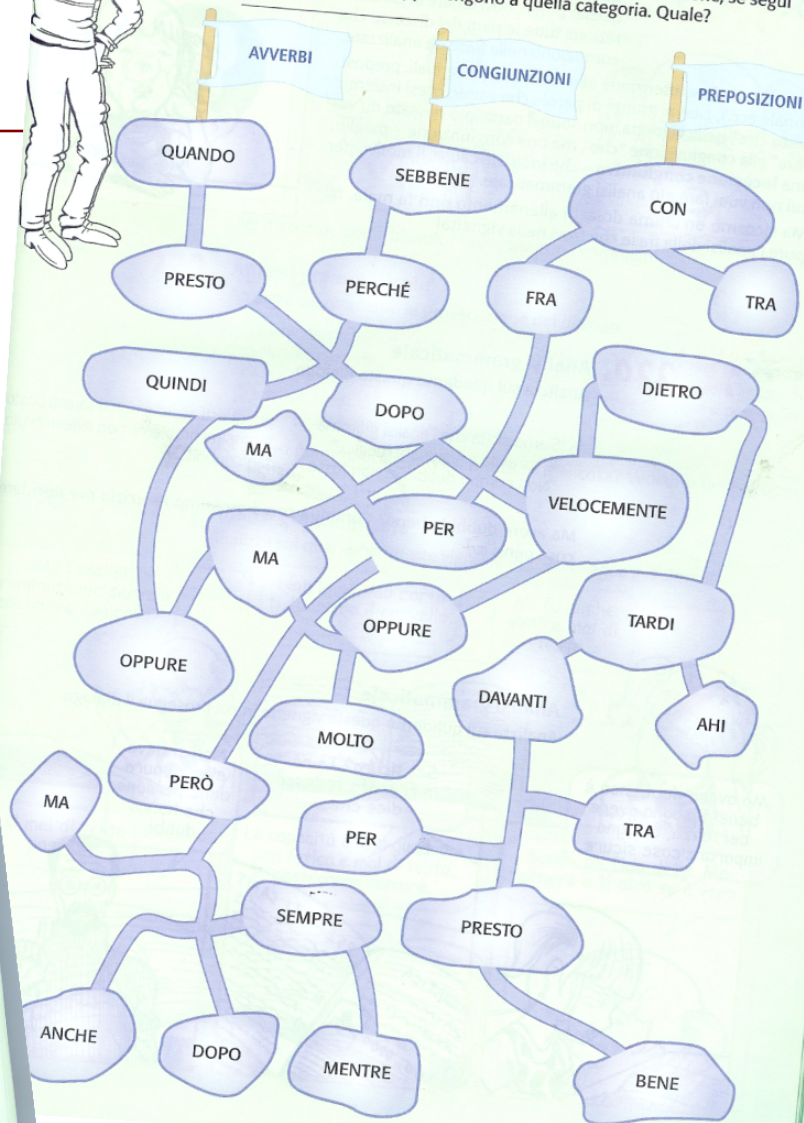 a quella categoria. Quale?
AVVERBI
CONGIUNZIONI
PREPOSIZIONI
QUANDO
SEBBENE
CON
PRESTO
PERCHÉ
FRA
TRA
QUINDI
DOPO
DIETRO
MA
VELOCEMENTE
PER
MA
OPPURE
TARDI
OPPURE
DAVANTI
AHI
MOLTO
PERÒ
MA
PER
TRA
SEMPRE
PRESTO
ANCHE
DOPO
MENTRE
BENE